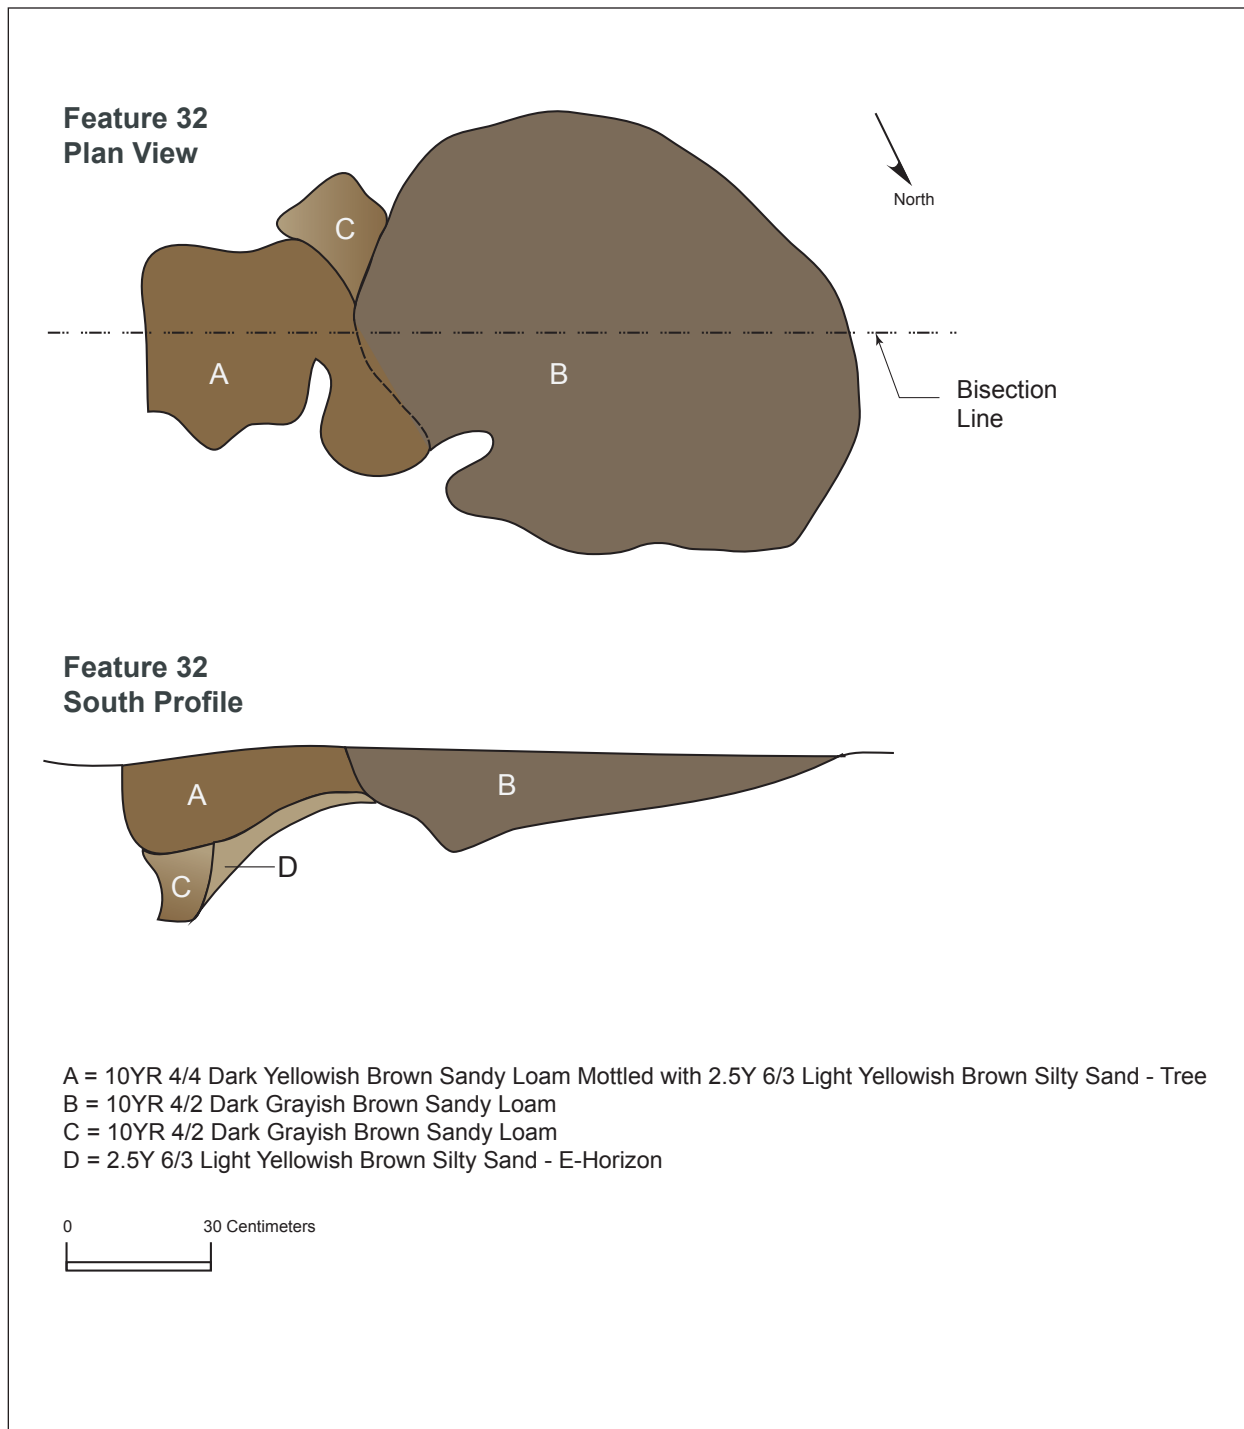 Feature 32
Plan View
North
C
A
B
Bisection
Line
Feature 32
South Profile
A
B
C
D
A = 10YR 4/4 Dark Yellowish Brown Sandy Loam Mottled with 2.5Y 6/3 Light Yellowish Brown Silty Sand - Tree
B = 10YR 4/2 Dark Grayish Brown Sandy Loam
C = 10YR 4/2 Dark Grayish Brown Sandy Loam
D = 2.5Y 6/3 Light Yellowish Brown Silty Sand - E-Horizon
0 30 Centimeters